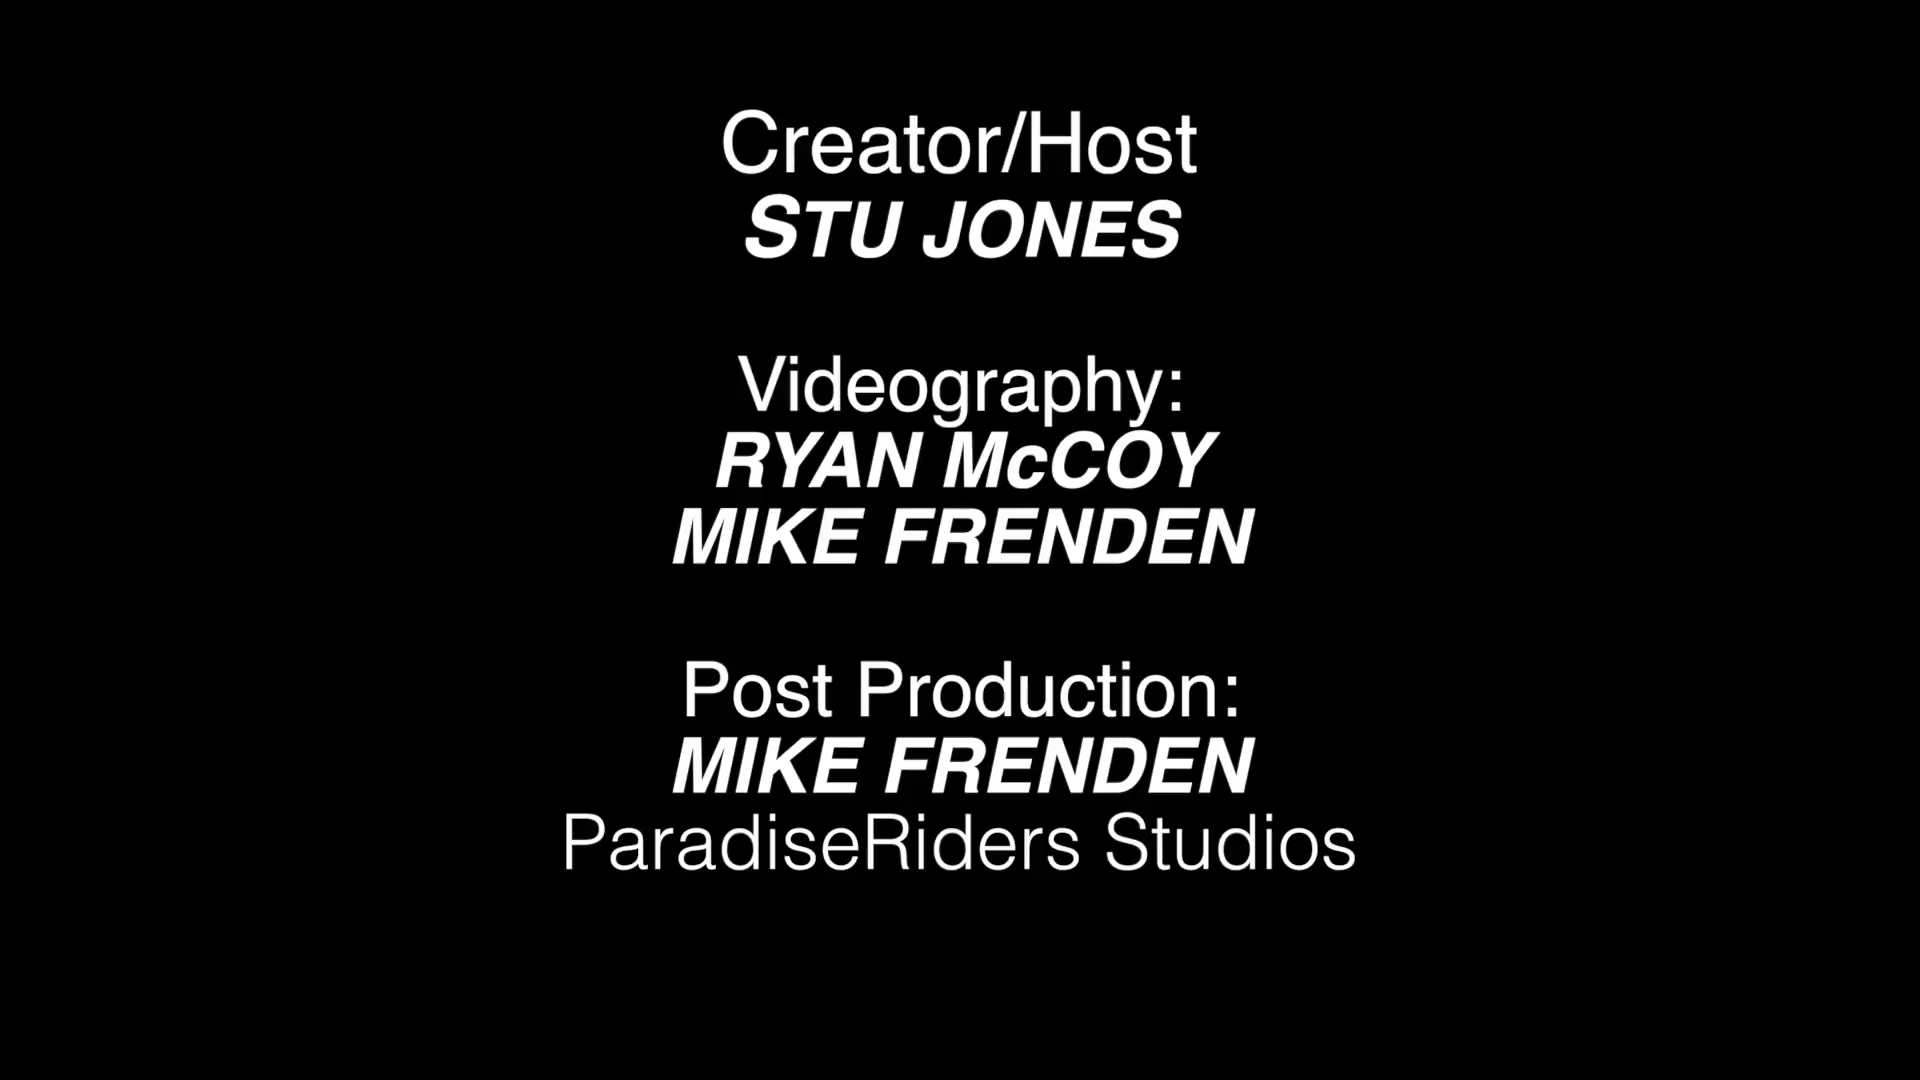 Creator/Host
STU JONES
Videography:
RYAN McCOY
MIKE FRENDEN
Post Production:
MIKE FRENDEN
ParadiseRiders Studios